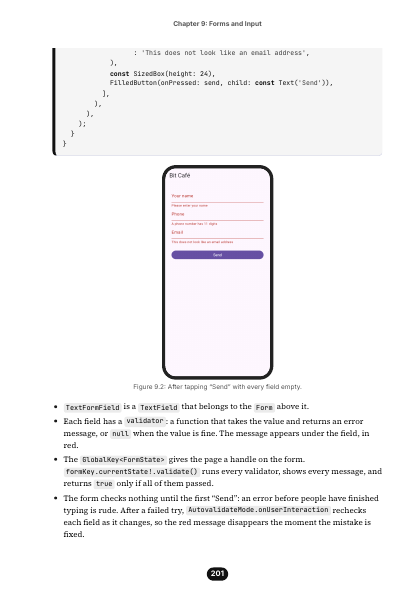 Chapter 9: Forms and Input
: 'This does not look like an email address',
),
const SizedBox(height: 24),
FilledButton(onPressed: send, child: const Text('Send')),
],
),
),
);
}
}
Bit Café
Your name
Please enter your name
Phone
A phone number has 11 digits
Email
This does not look like an email address
Send
Figure 9.2: After tapping “Send” with every field empty.
• TextFormField is a TextField that belongs to the Form above it.
• Each field has a validator: a function that takes the value and returns an error
message, or null when the value is fine. The message appears under the field, in
red.
• The GlobalKey<FormState> gives the page a handle on the form.
formKey.currentState!.validate() runs every validator, shows every message, and
returns true only if all of them passed.
• The form checks nothing until the first “Send”: an error before people have finished
typing is rude. After a failed try, AutovalidateMode.onUserInteraction rechecks
each field as it changes, so the red message disappears the moment the mistake is
fixed.
201